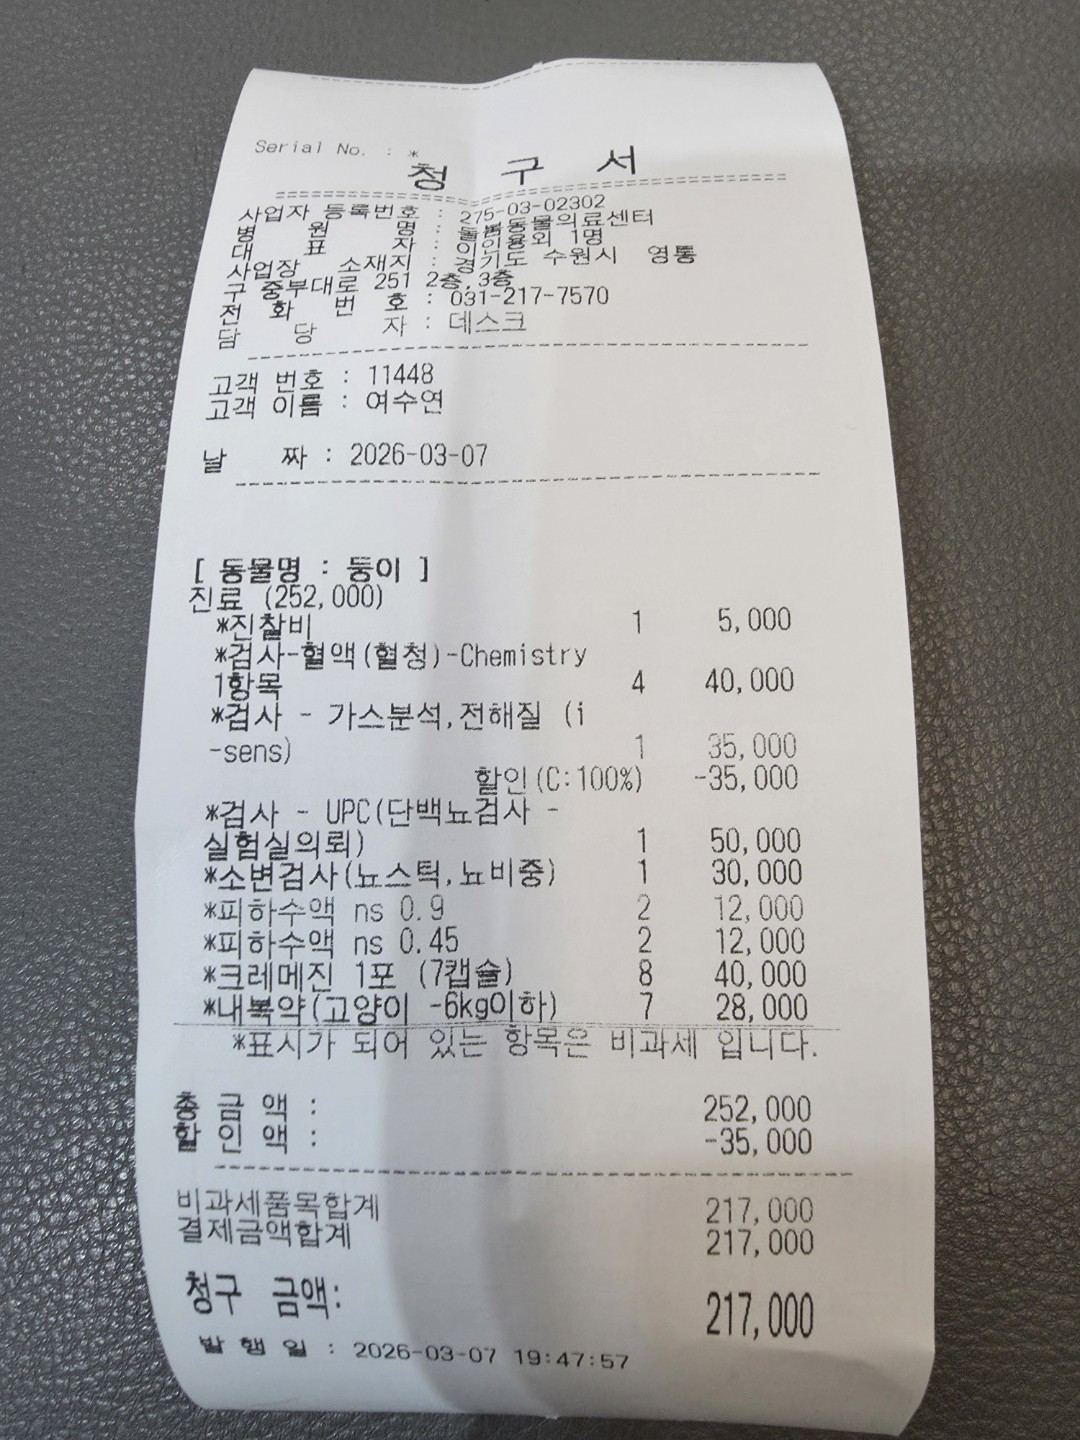 Serial No. : *
청 구 서
사업자 등록번호 : 275-03-02302
병 원 명 : 돌봄동물의료센터
대 표 자 : 이인용외 1명
사업장 소재지 : 경기도 수원시 영통
구 중부대로 251 2층,3층
전 화 번 호 : 031-217-7570
담 당 자 : 데스크
고객 번호 : 11448
고객 이름 : 여수연
날 짜 : 2026-03-07
[ 동물명 : 둥이 ]
진료 (252,000)
*진찰비 1 5,000
*검사-혈액(혈청)-Chemistry
1항목 4 40,000
*검사 - 가스분석,전해질 (i
-sens) 1 35,000
할인(C:100%) -35,000
*검사 - UPC(단백뇨검사 -
실험실의뢰) 1 50,000
*소변검사(뇨스틱,뇨비중) 1 30,000
*피하수액 ns 0.9 2 12,000
*피하수액 ns 0.45 2 12,000
*크레메진 1포 (7캡슐) 8 40,000
*내복약(고양이 -6kg이하) 7 28,000
*표시가 되어 있는 항목은 비과세 입니다.
총 금 액 : 252,000
할 인 액 : -35,000
비과세품목합계 217,000
결제금액합계 217,000
청구 금액: 217,000
발 행 일 : 2026-03-07 19:47:57